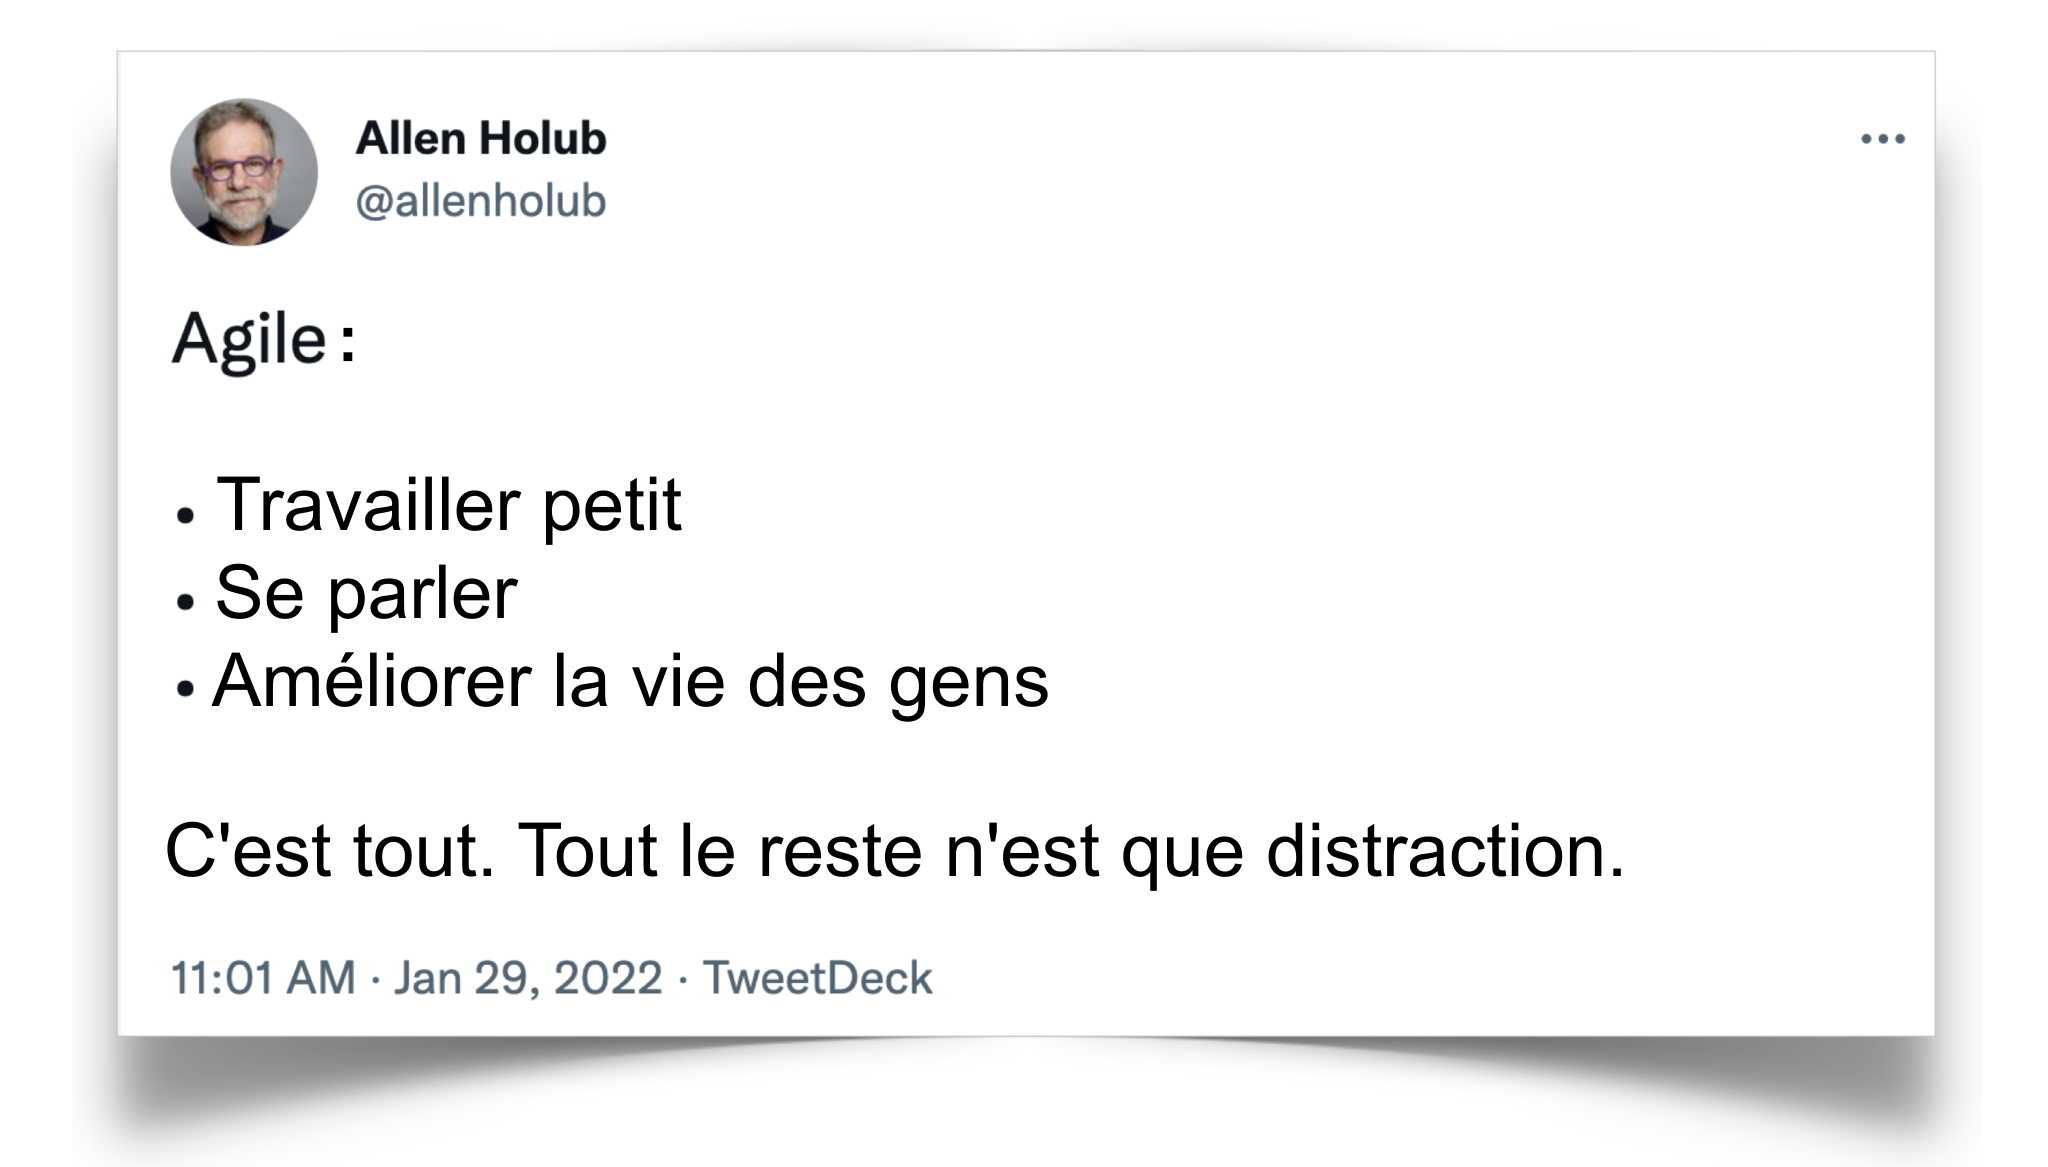 Allen Holub
@allenholub
Agile :
• Travailler petit
• Se parler
• Améliorer la vie des gens
C'est tout. Tout le reste n'est que distraction.
11:01 AM · Jan 29, 2022 · TweetDeck